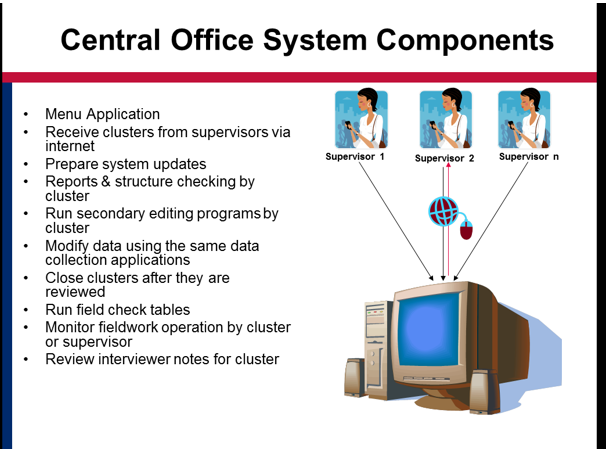 Central Office System Components
• Menu Application
• Receive clusters from supervisors via
internet
• Prepare system updates
• Reports & structure checking by
cluster
• Run secondary editing programs by
cluster
• Modify data using the same data
collection applications
• Close clusters after they are
reviewed
• Run field check tables
• Monitor fieldwork operation by cluster
or supervisor
• Review interviewer notes for cluster
Supervisor 1
Supervisor 2
Supervisor n